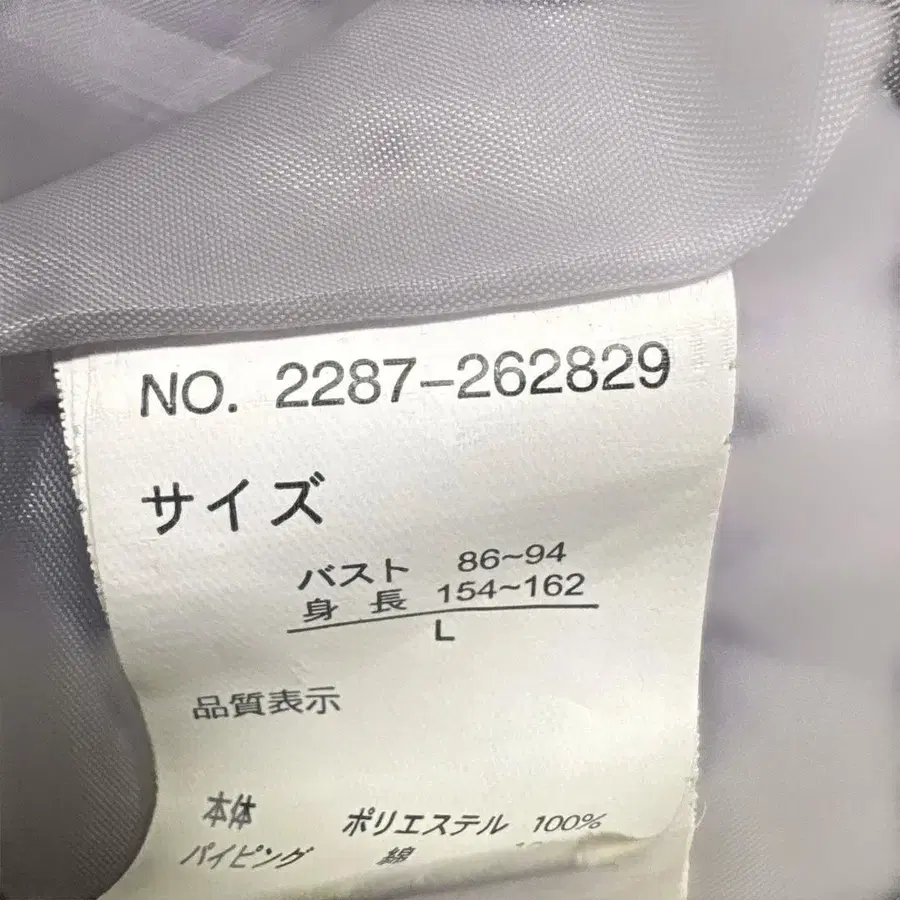 NO. 2287-262829
サイズ
バスト 86~94
身長 154~162
L
品質表示
本体 ポリエステル 100%
パイピング 綿